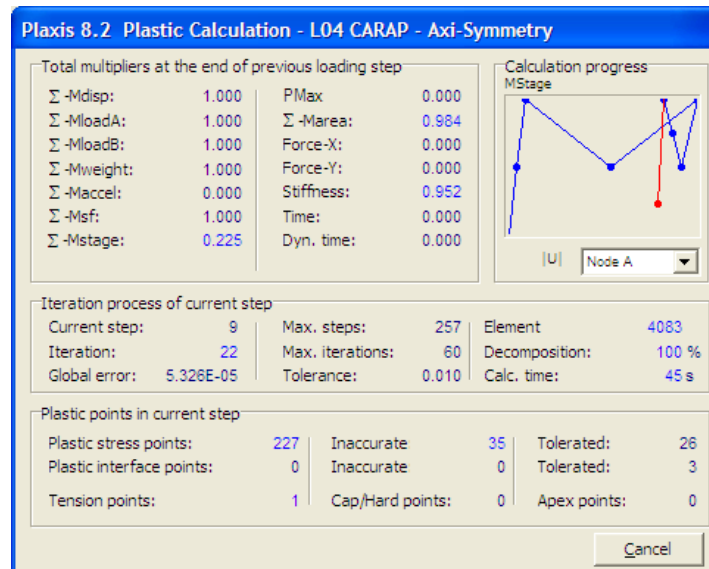 Plaxis 8.2 Plastic Calculation - L04 CARAP - Axi-Symmetry
Total multipliers at the end of previous loading step
Σ -Mdisp: 1.000 PMax 0.000
Σ -MloadA: 1.000 Σ -Marea: 0.984
Σ -MloadB: 1.000 Force-X: 0.000
Σ -Mweight: 1.000 Force-Y: 0.000
Σ -Maccel: 0.000 Stiffness: 0.952
Σ -Msf: 1.000 Time: 0.000
Σ -Mstage: 0.225 Dyn. time: 0.000
Calculation progress
MStage
|U| Node A
Iteration process of current step
Current step: 9 Max. steps: 257 Element 4083
Iteration: 22 Max. iterations: 60 Decomposition: 100 %
Global error: 5.326E-05 Tolerance: 0.010 Calc. time: 45 s
Plastic points in current step
Plastic stress points: 227 Inaccurate 35 Tolerated: 26
Plastic interface points: 0 Inaccurate 0 Tolerated: 3
Tension points: 1 Cap/Hard points: 0 Apex points: 0
Cancel